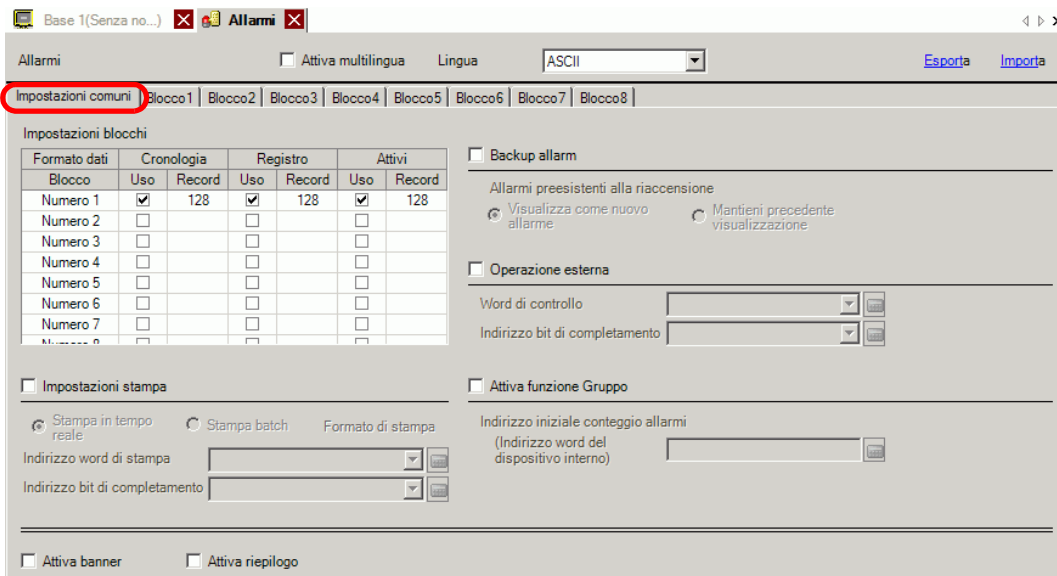 Base 1(Senza no...) Allarmi
Allarmi Attiva multilingua Lingua ASCII Esporta Importa
Impostazioni comuni Blocco1 Blocco2 Blocco3 Blocco4 Blocco5 Blocco6 Blocco7 Blocco8
Impostazioni blocchi
Formato dati Cronologia Registro Attivi
Blocco Uso Record Uso Record Uso Record
Numero 1 128 128 128
Numero 2
Numero 3
Numero 4
Numero 5
Numero 6
Numero 7
Numero 8
Backup allarm
Allarmi preesistenti alla riaccensione
Visualizza come nuovo
allarme
Mantieni precedente
visualizzazione
Operazione esterna
Word di controllo
Indirizzo bit di completamento
Impostazioni stampa
Stampa in tempo
reale
Stampa batch Formato di stampa
Indirizzo word di stampa
Indirizzo bit di completamento
Attiva funzione Gruppo
Indirizzo iniziale conteggio allarmi
(Indirizzo word del
dispositivo interno)
Attiva banner Attiva riepilogo